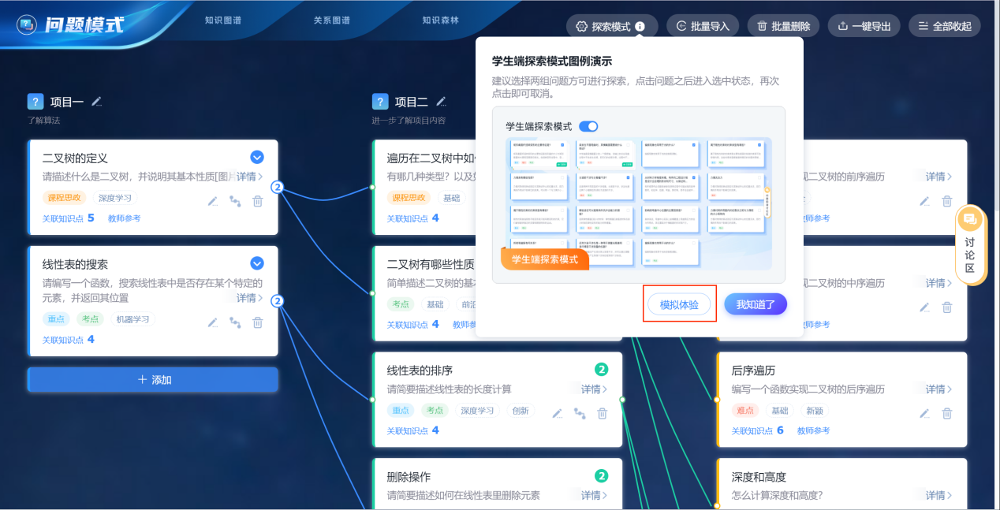 问题模式
知识图谱
关系图谱
知识森林
探索模式
批量导入
批量删除
一键导出
全部收起
学生端探索模式图例演示
建议选择两组问题方可进行探索，点击问题之后进入选中状态，再次
点击即可取消。
学生端探索模式
学生端探索模式
模拟体验
我知道了
项目一
了解算法
二叉树的定义
请描述什么是二叉树，并说明其基本性质[图
详情
课程思政
深度学习
关联知识点 5
教师参考
2
线性表的搜索
请编写一个函数，搜索线性表中是否存在某个特定的
元素，并返回其位置
详情
重点
考点
机器学习
关联知识点 4
2
添加
项目二
进一步了解项目内容
遍历在二叉树中如
有哪几种类型？以及
课程思政
基础
关联知识点 4
二叉树有哪些性质
简单描述二叉树的基
考点
基础
关联知识点 4
教师
线性表的排序
2
请简要描述线性表的长度计算
详情
重点
考点
深度学习
创新
关联知识点 4
删除操作
2
请简要描述如何在线性表里删除元素
详情
二叉树的前序遍历
详情
师参考
二叉树的中序遍历
详情
师参考
后序遍历
编写一个函数实现二叉树的后序遍历
详情
难点
基础
新颖
关联知识点 6
教师参考
深度和高度
怎么计算深度和高度?
详情
讨
论
区